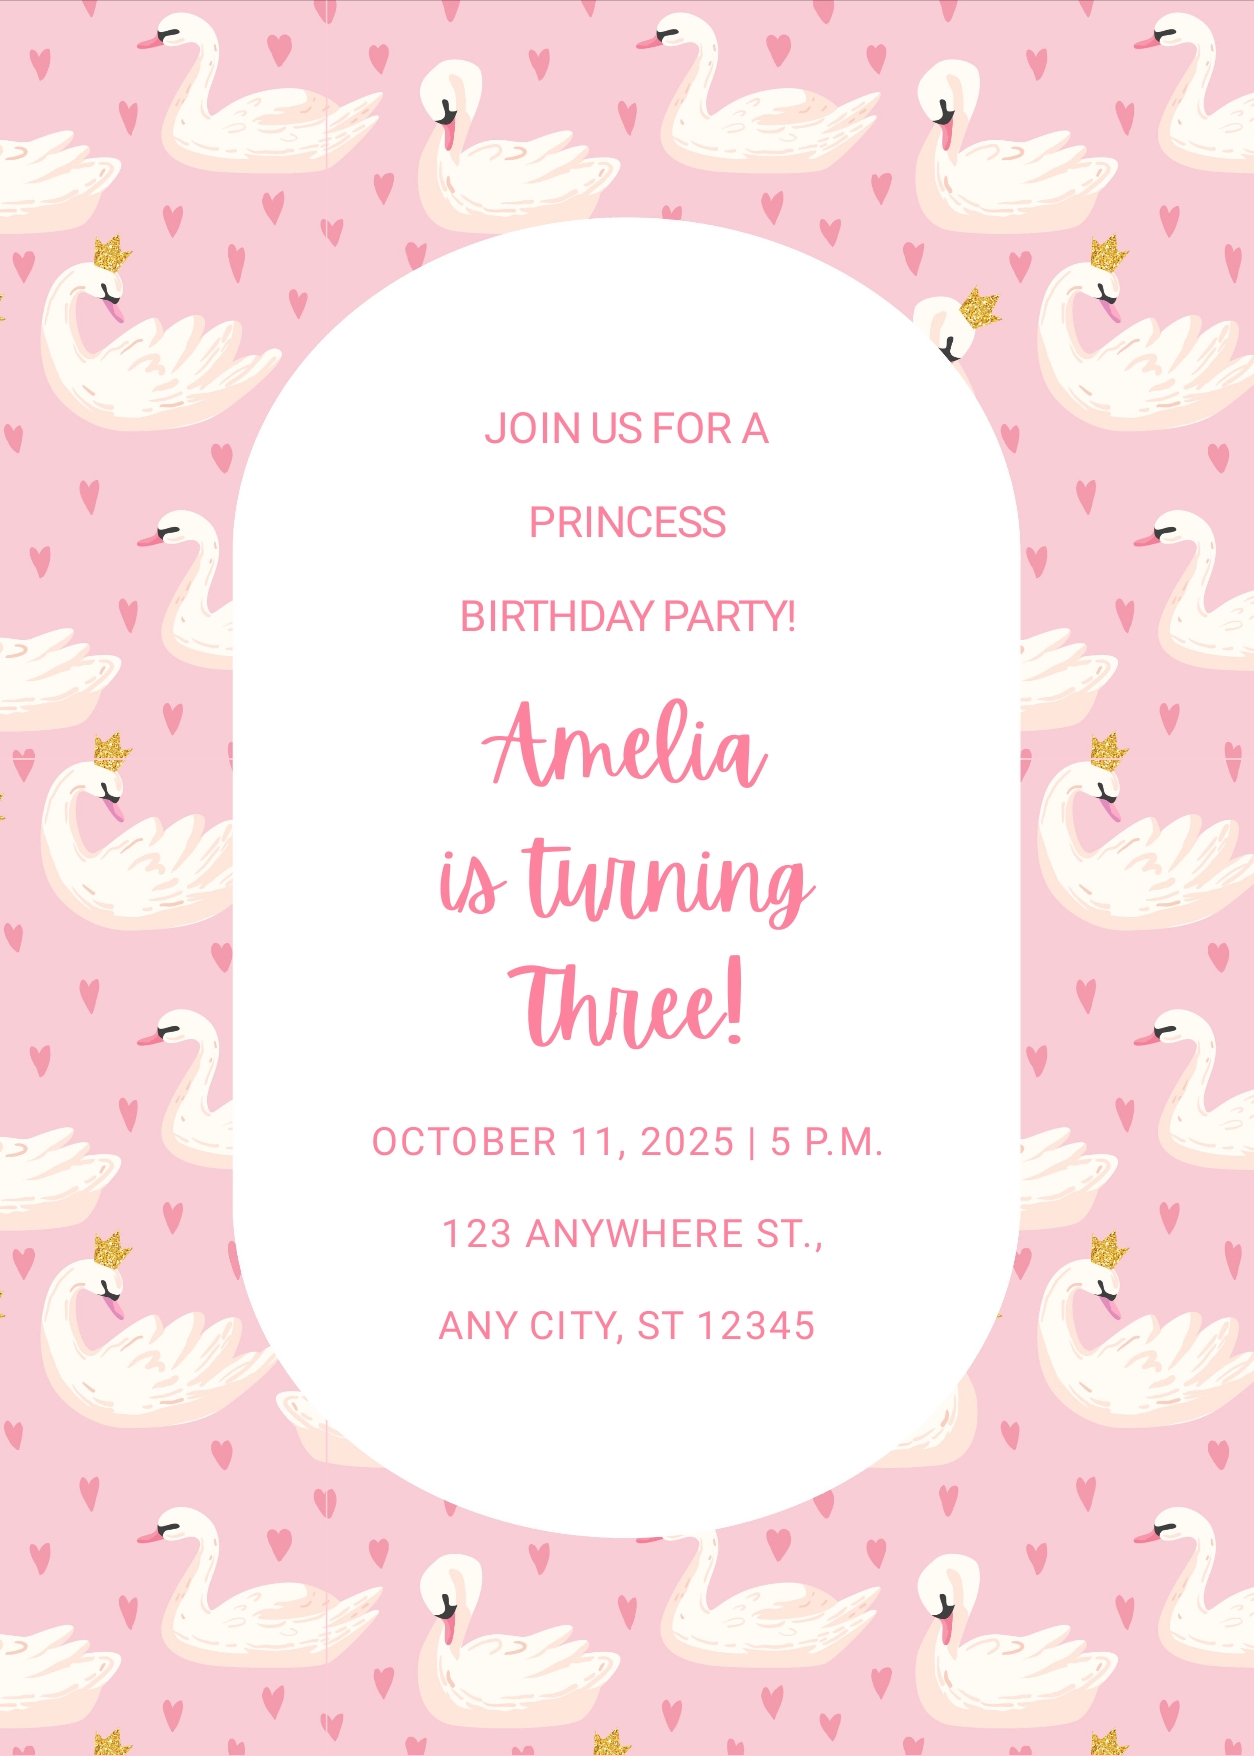 JOIN US FOR A
PRINCESS
BIRTHDAY PARTY!
Amelia
is turning
Three!
OCTOBER 11, 2025 | 5 P.M.
123 ANYWHERE ST.,
ANY CITY, ST 12345